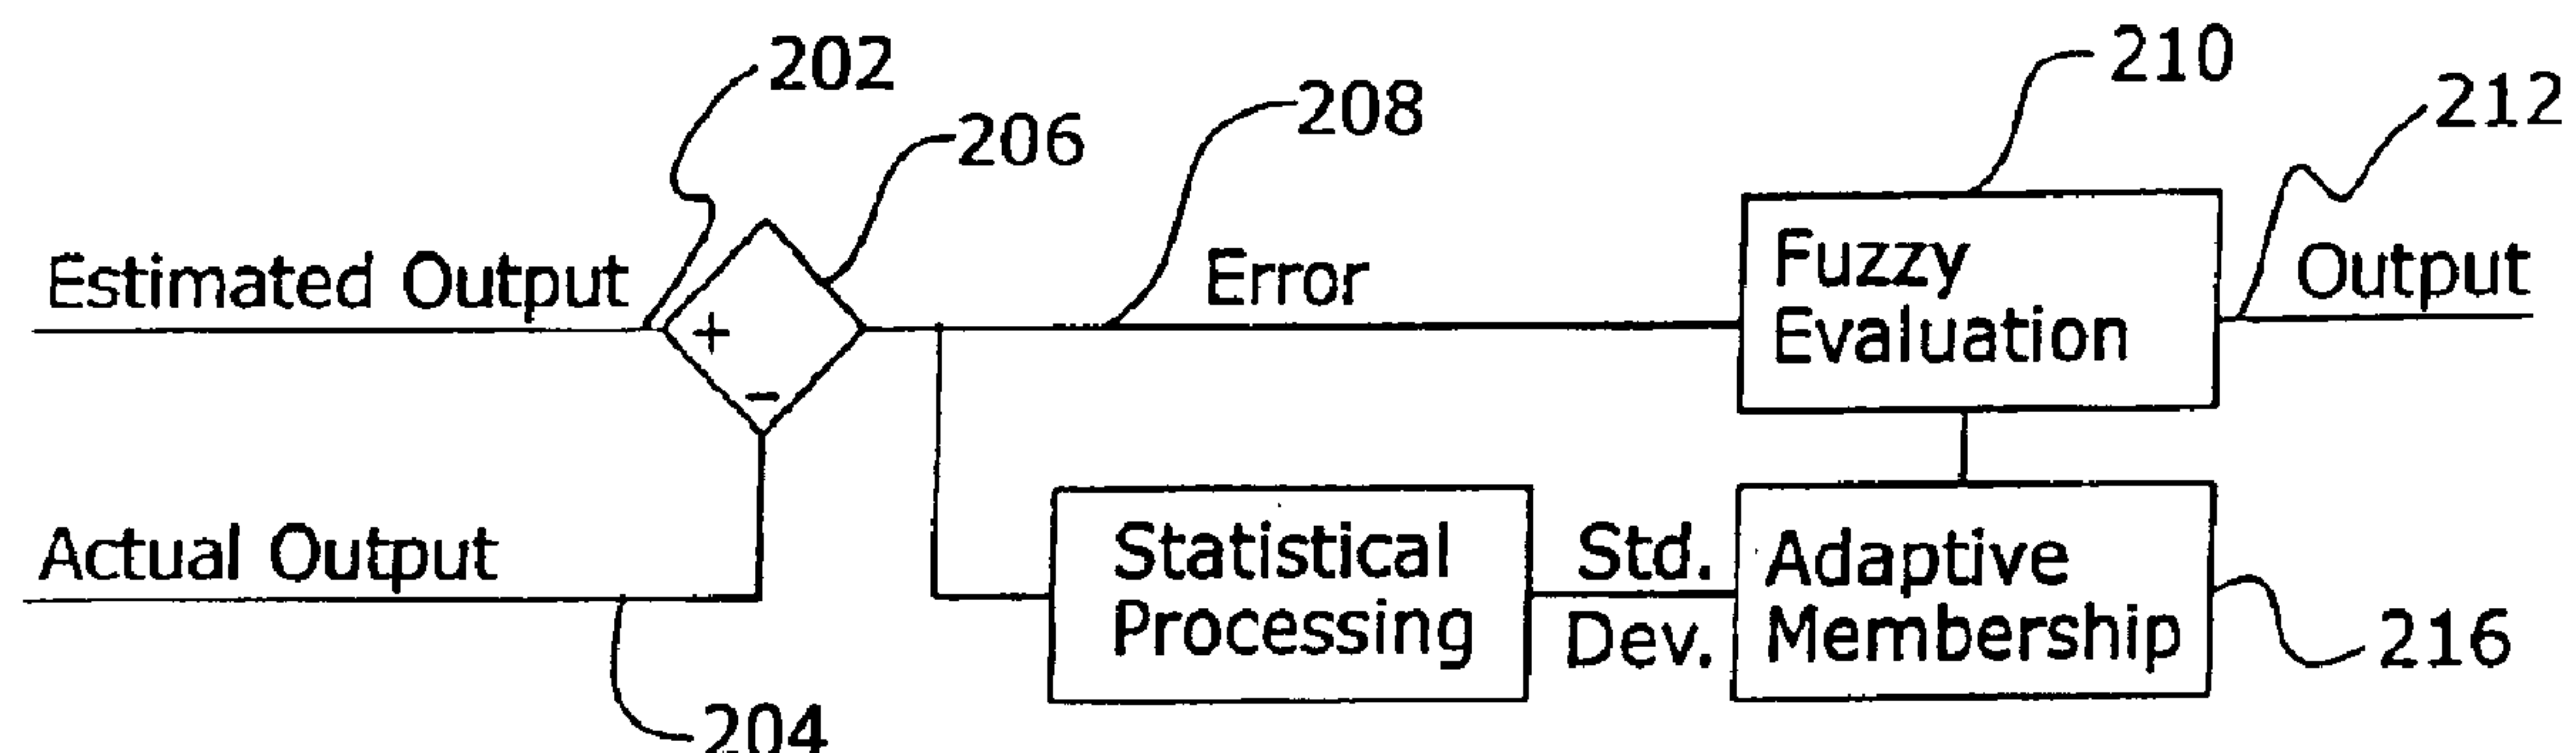 202
206
208
210
212
Estimated Output
+
-
Error
Fuzzy
Evaluation
Output
Actual Output
204
Statistical
Processing
Std.
Dev.
Adaptive
Membership
216